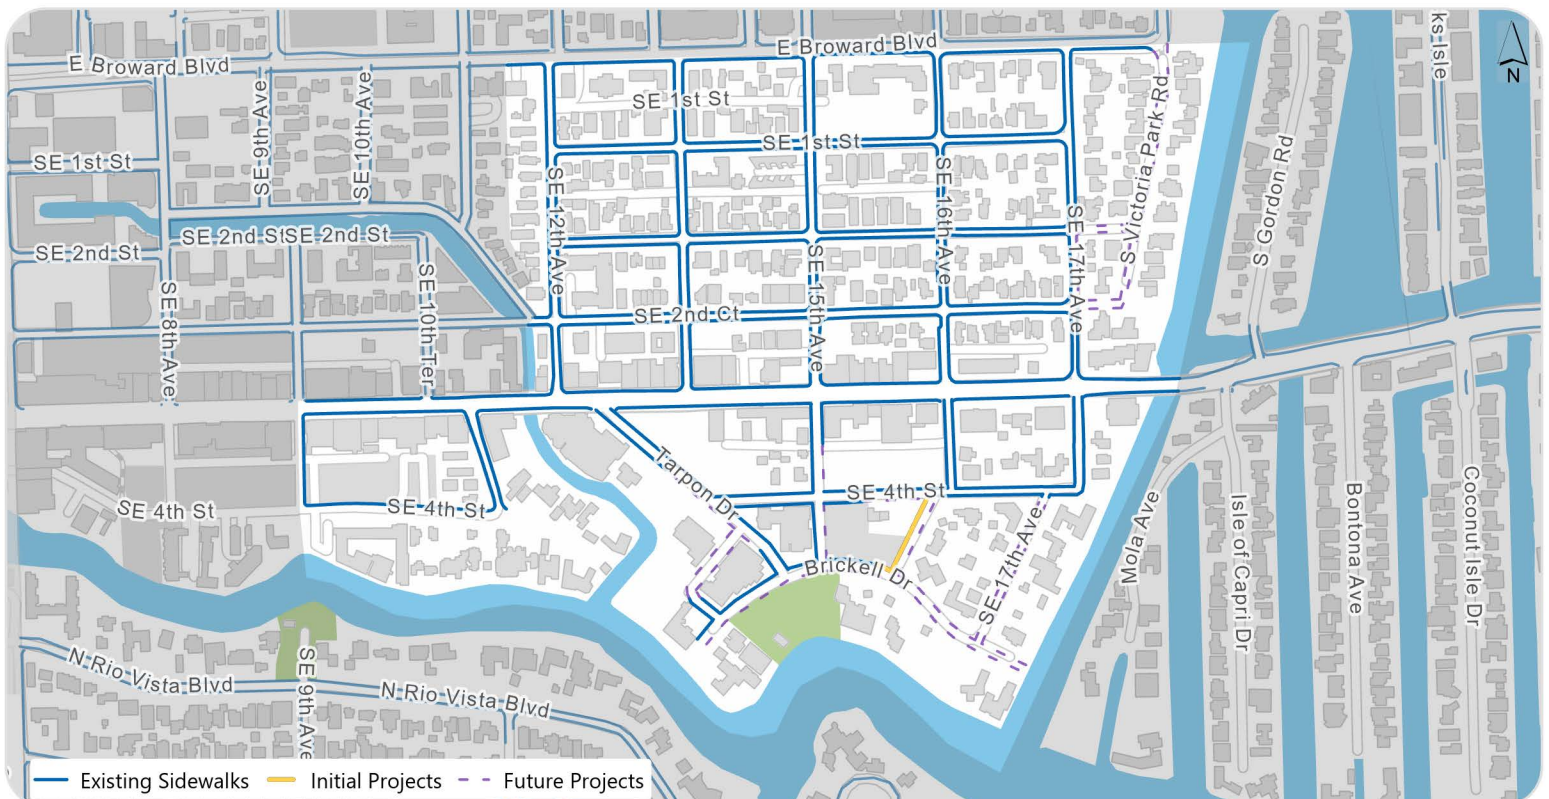 E Broward Blvd
E Broward Blvd
ks Isle
N
SE 9th Ave
SE 10th Ave
SE 1st St
SE 1st St
SE 1st St
S Victoria Park Rd
S Gordon Rd
SE 12th Ave
SE 16th Ave
SE 17th Ave
SE 2nd St
SE 2nd St
SE 2nd St
SE 8th Ave
SE 10th Ter
SE 15th Ave
SE 2nd Ct
Tarpon Dr
SE 4th St
SE 4th St
SE 4th St
Brickell Dr
SE 17th Ave
Mola Ave
Isle of Capri Dr
Bontona Ave
Coconut Isle Dr
N Rio Vista Blvd
SE 9th Ave
N Rio Vista Blvd
Existing Sidewalks
Initial Projects
Future Projects